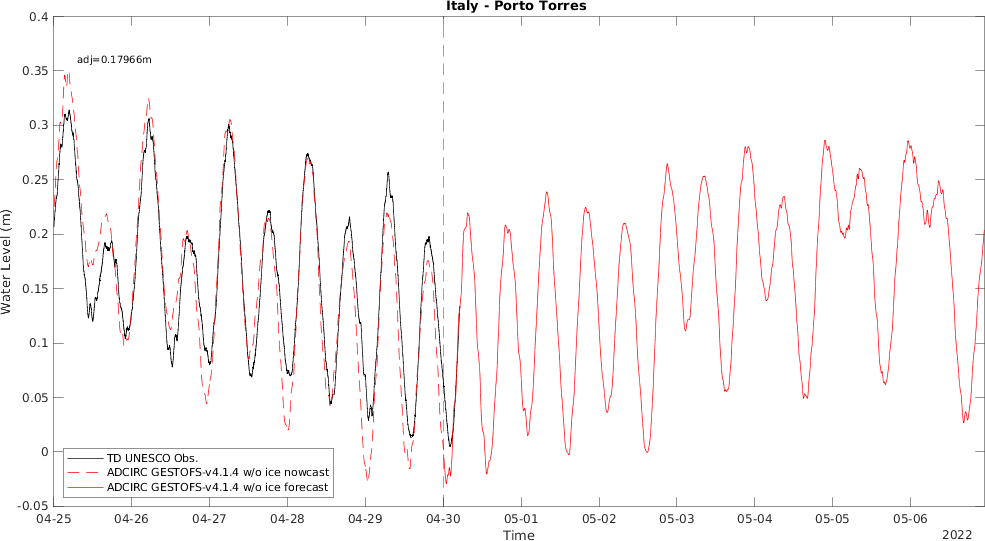 Italy - Porto Torres
adj=0.17966m
Water Level (m)
0.4
0.35
0.3
0.25
0.2
0.15
0.1
0.05
0
-0.05
TD UNESCO Obs.
ADCIRC GESTOFS-v4.1.4 w/o ice nowcast
ADCIRC GESTOFS-v4.1.4 w/o ice forecast
04-25 04-26 04-27 04-28 04-29 04-30 05-01 05-02 05-03 05-04 05-05 05-06
Time
2022